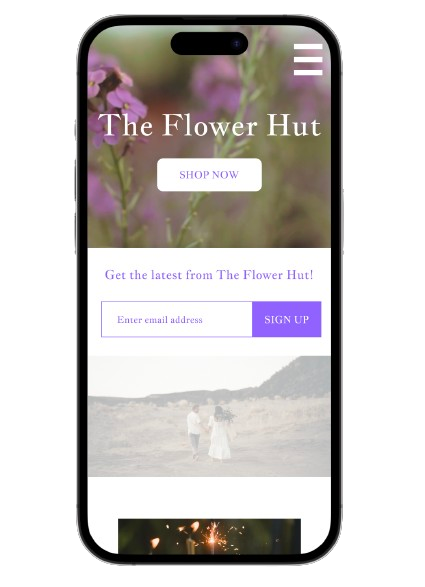 The Flower Hut
SHOP NOW
Get the latest from The Flower Hut!
Enter email address
SIGN UP